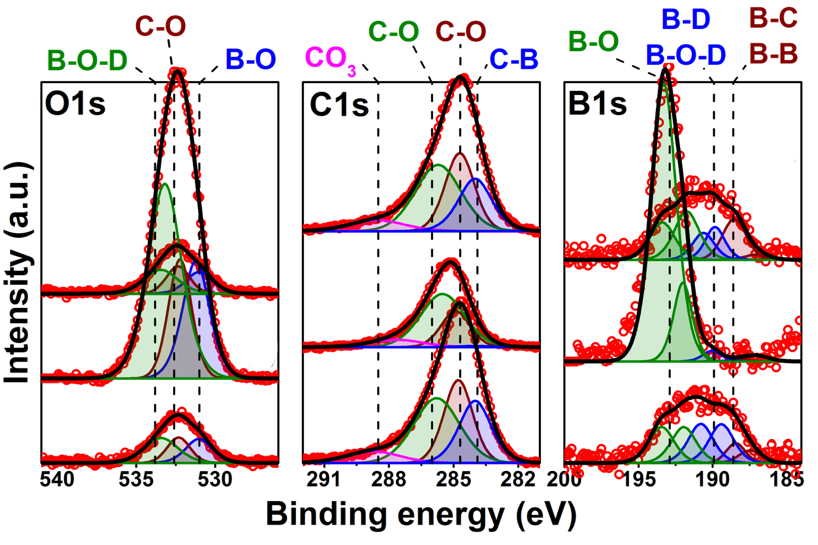 C-O
B-O-D
B-O
C-O
C-O
CO3
C-B
B-D
B-C
B-O
B-O-D
B-B
O1s
C1s
B1s
Intensity (a.u.)
540
535
530
291
288
285
282
200
195
190
185
Binding energy (eV)